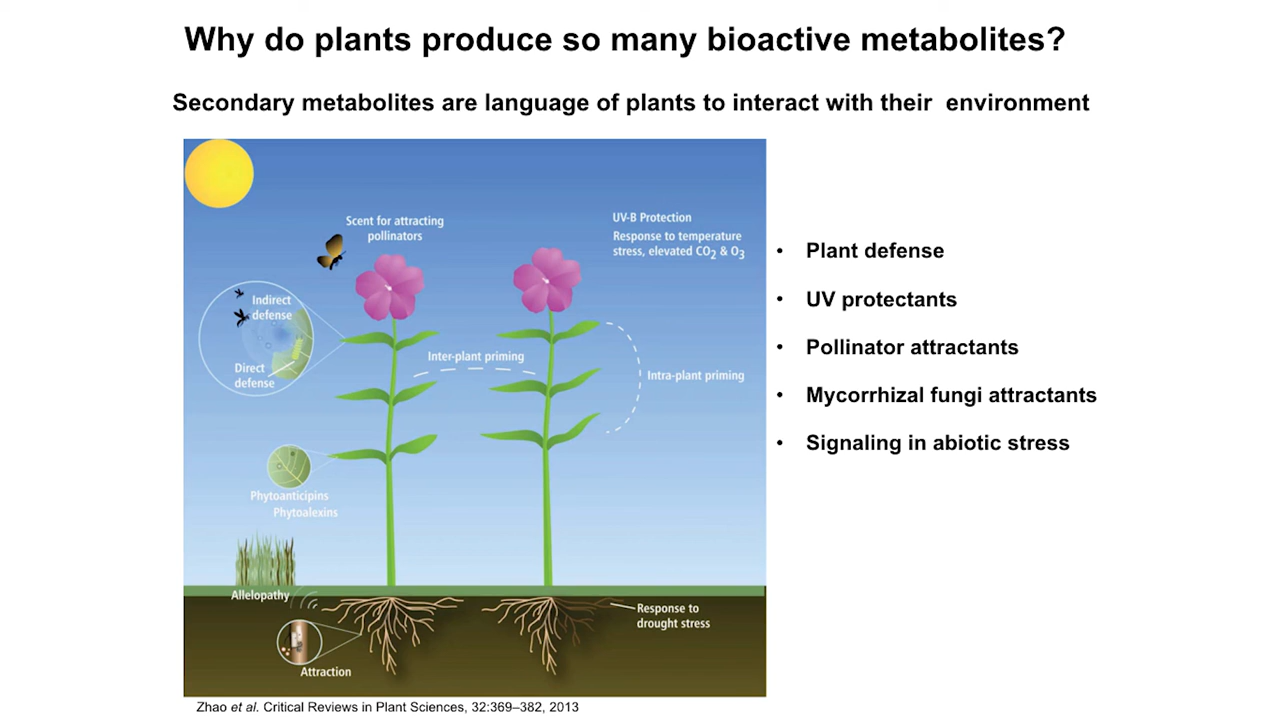 Why do plants produce so many bioactive metabolites?
Secondary metabolites are language of plants to interact with their environment
Scent for attracting
pollinators
UV-B Protection
Response to temperature
stress, elevated CO2 & O3
Indirect
defense
Direct
defense
Inter-plant priming
Intra-plant priming
Phytoanticipins
Phytoalexins
Allelopathy
Response to
drought stress
Attraction
• Plant defense
• UV protectants
• Pollinator attractants
• Mycorrhizal fungi attractants
• Signaling in abiotic stress
Zhao et al. Critical Reviews in Plant Sciences, 32:369–382, 2013